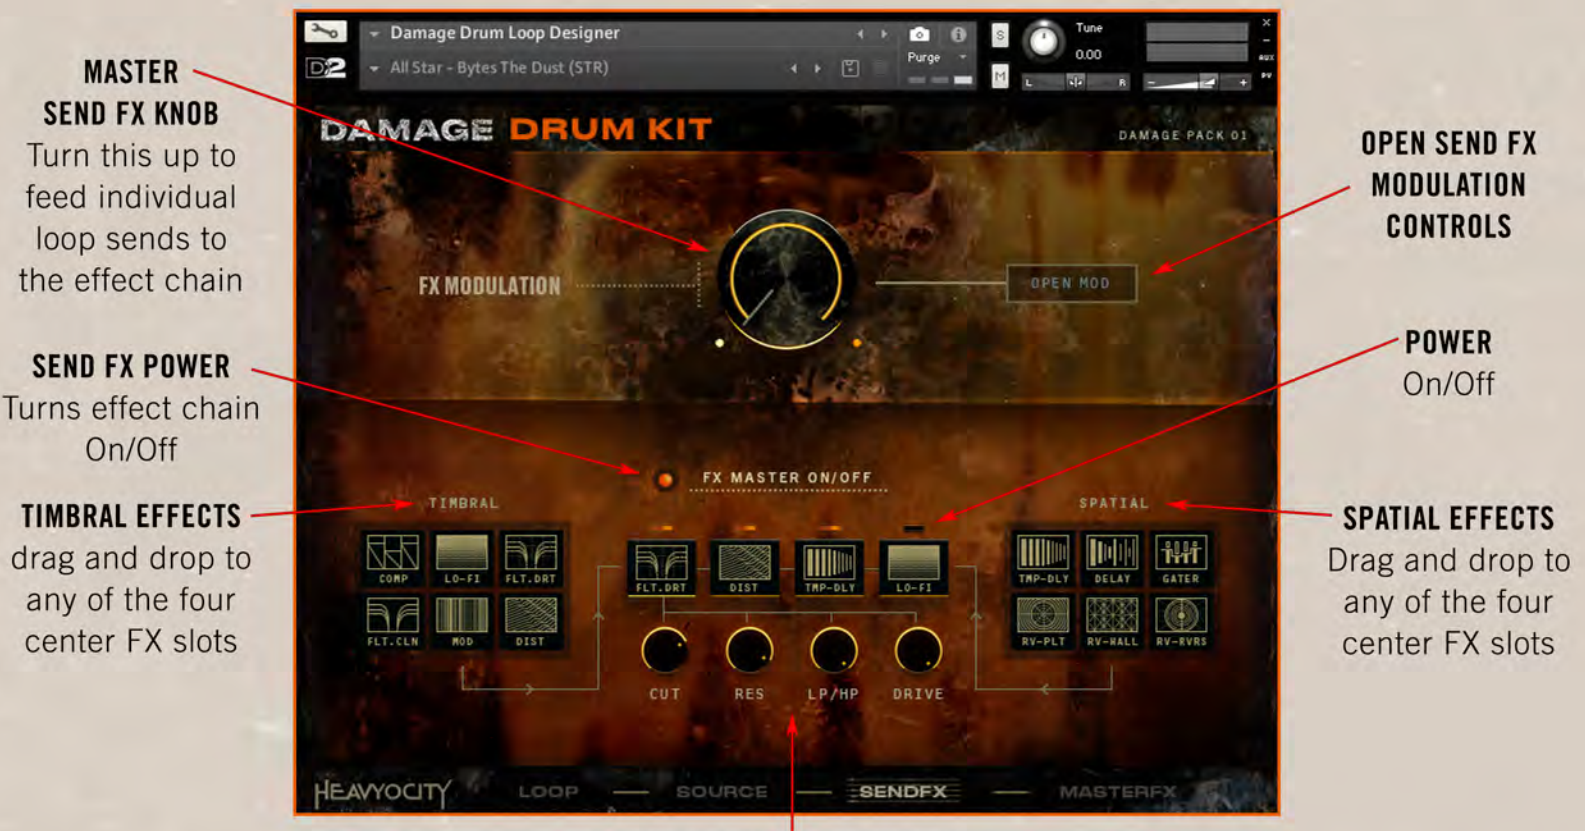 MASTER
SEND FX KNOB
Turn this up to
feed individual
loop sends to
the effect chain
SEND FX POWER
Turns effect chain
On/Off
TIMBRAL EFFECTS
drag and drop to
any of the four
center FX slots
Damage Drum Loop Designer
All Star - Bytes The Dust (STR)
Purge
S
M
Tune
0.00
L
R
-
+
×
-
AUX
PV
D2
DAMAGE DRUM KIT
DAMAGE PACK 01
FX MODULATION
OPEN MOD
FX MASTER ON/OFF
TIMBRAL
COMP LO-FI FLT.DRT
FLT.CLN MOD DIST
FLT.DRT DIST TMP-DLY LO-FI
CUT RES LP/HP DRIVE
SPATIAL
TMP-DLY DELAY GATER
RV-PLT RV-HALL RV-RVRS
HEAVYOCITY LOOP SOURCE SENDFX MASTERFX
OPEN SEND FX
MODULATION
CONTROLS
POWER
On/Off
SPATIAL EFFECTS
Drag and drop to
any of the four
center FX slots